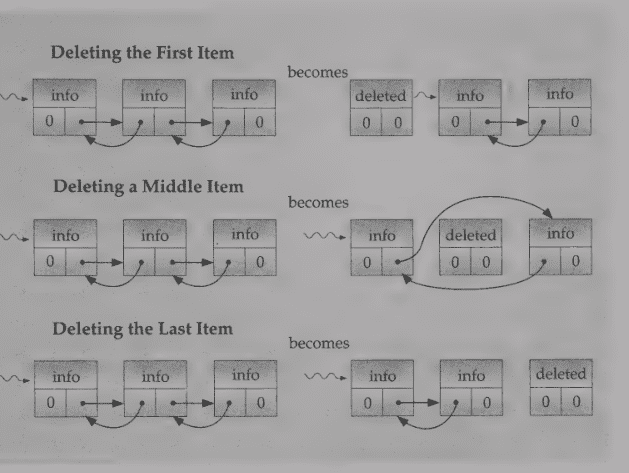 Deleting the First Item
becomes
info info info deleted info info
0 0 0 0 0 0
Deleting a Middle Item
becomes
info info info info deleted info
0 0 0 0 0 0
Deleting the Last Item
becomes
info info info info info deleted
0 0 0 0 0 0